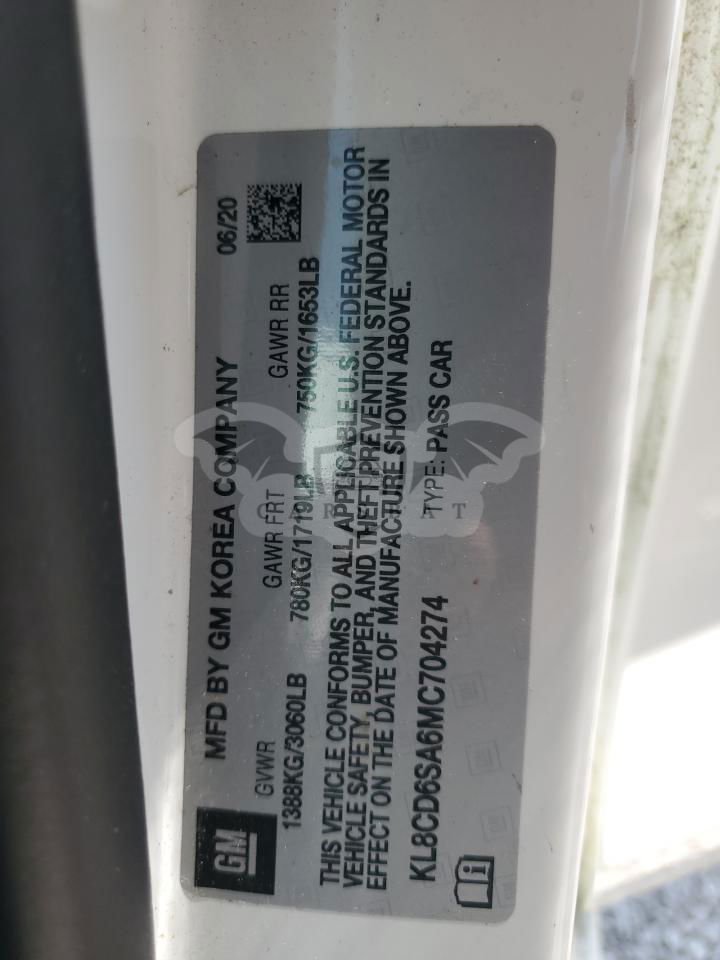 GM
MFD BY GM KOREA COMPANY 06/20
GVWR GAWR FRT GAWR RR
1388KG/3060LB 780KG/1719LB 750KG/1653LB
THIS VEHICLE CONFORMS TO ALL APPLICABLE U.S. FEDERAL MOTOR
VEHICLE SAFETY, BUMPER, AND THEFT PREVENTION STANDARDS IN
EFFECT ON THE DATE OF MANUFACTURE SHOWN ABOVE.
KL8CD6SA6MC704274 TYPE: PASS CAR